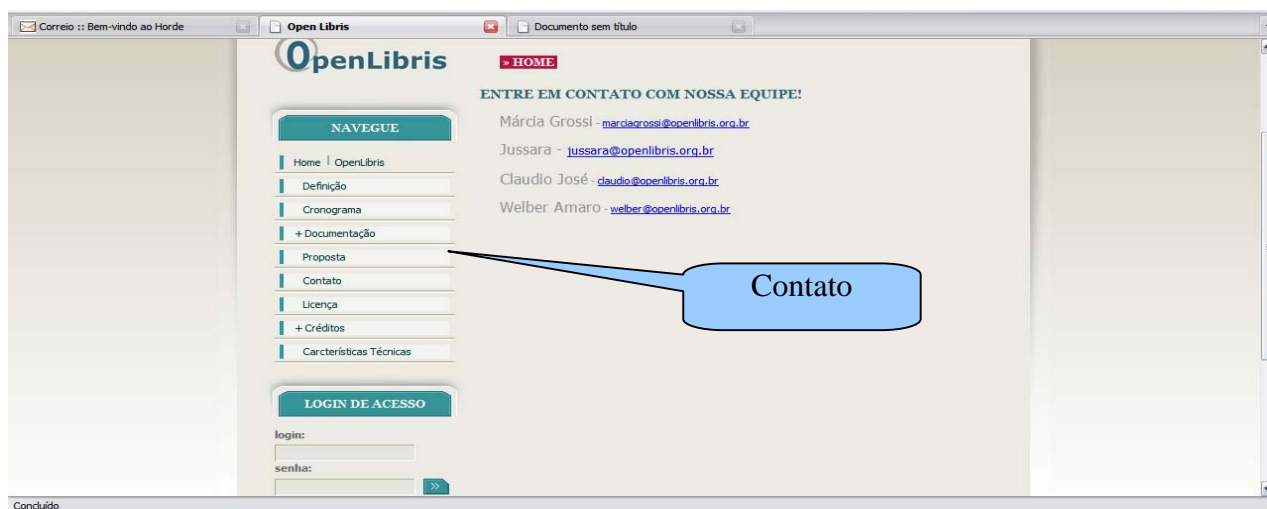 Correio :: Bem-vindo ao Horde
Open Libris
Documento sem título
OpenLibris
» HOME
ENTRE EM CONTATO COM NOSSA EQUIPE!
Márcia Grossi - marciagrossi@openlibris.org.br
Jussara - jussara@openlibris.org.br
Claudio José - claudio@openlibris.org.br
Welber Amaro - welber@openlibris.org.br
NAVEGUE
Home | OpenLibris
Definição
Cronograma
+ Documentação
Proposta
Contato
Licença
+ Créditos
Carcterísticas Técnicas
Contato
LOGIN DE ACESSO
login:
senha:
»
Concluído